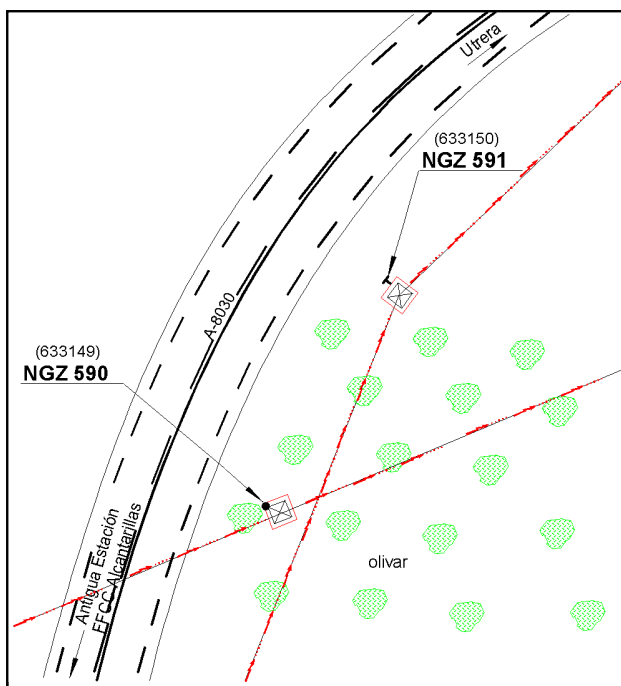 Utrera
(633150)
NGZ 591
A-8030
(633149)
NGZ 590
Antigua Estación
FFCC Alcantarillas
olivar